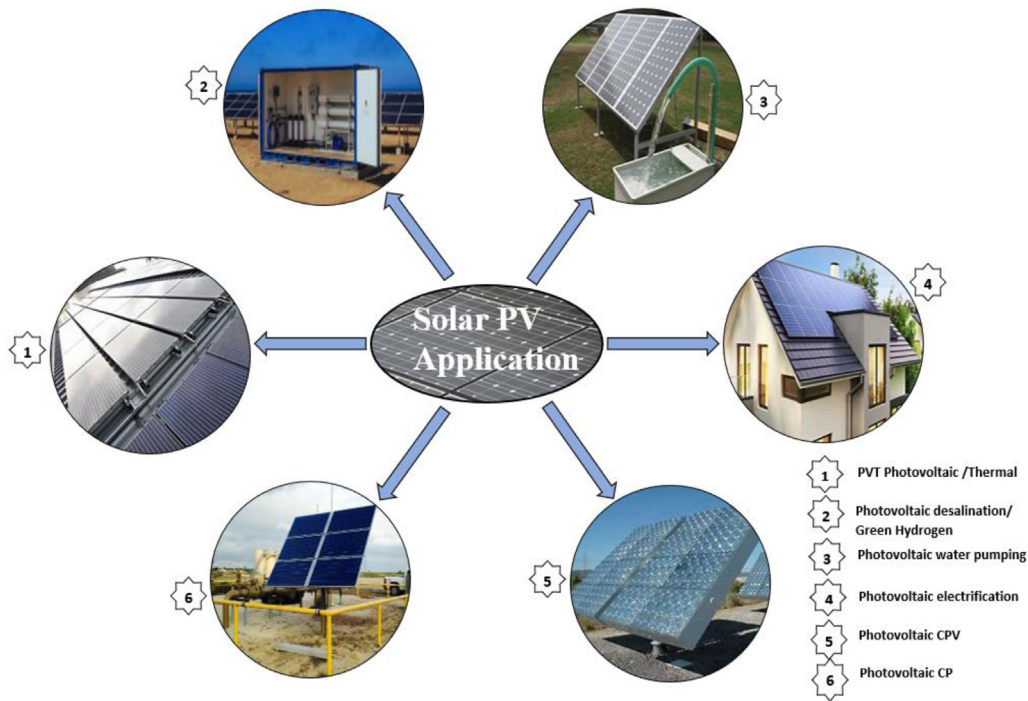 2
3
Solar PV
Application
1
4
6
5
1 PVT Photovoltaic /Thermal
2 Photovoltaic desalination/
Green Hydrogen
3 Photovoltaic water pumping
4 Photovoltaic electrification
5 Photovoltaic CPV
6 Photovoltaic CP